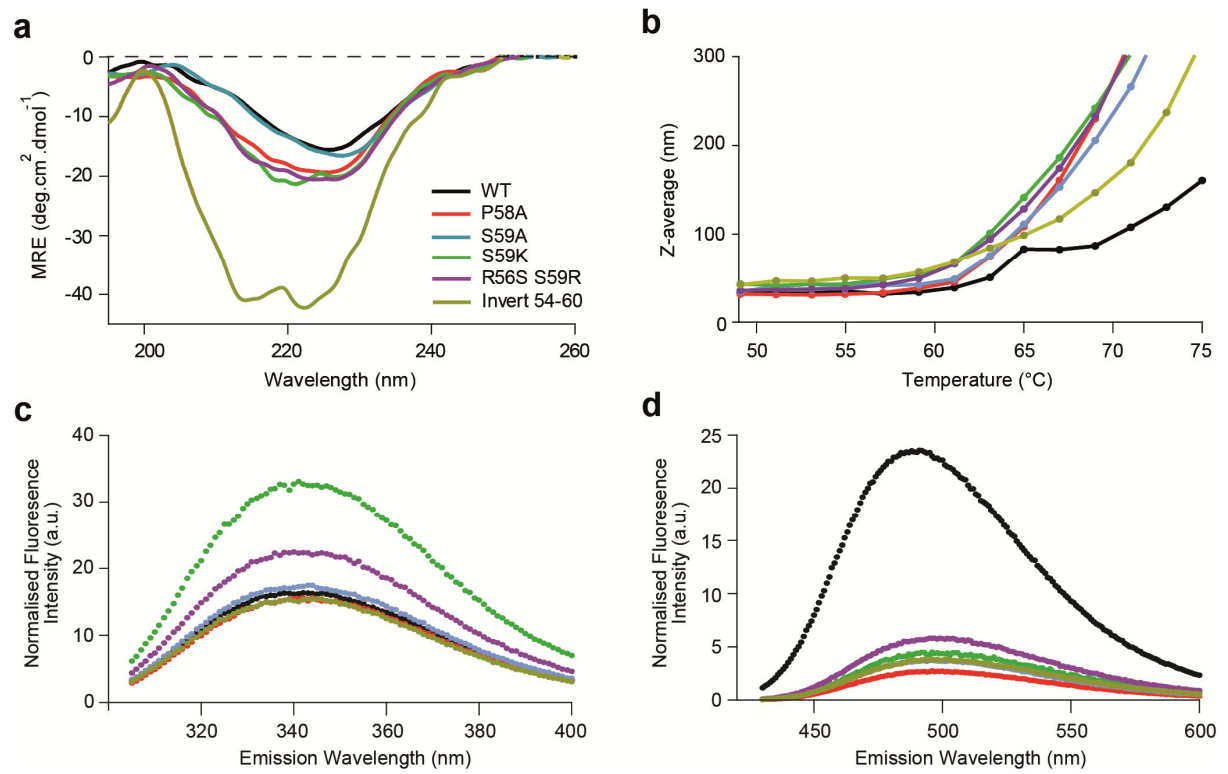 a
MRE (deg.cm2.dmol-1)
0
-10
-20
-30
-40
200
220
240
260
Wavelength (nm)
WT
P58A
S59A
S59K
R56S S59R
Invert 54-60
b
Z-average (nm)
300
200
100
0
50
55
60
65
70
75
Temperature (°C)
c
Normalised Fluoresence
Intensity (a.u.)
40
30
20
10
0
320
340
360
380
400
Emission Wavelength (nm)
d
Normalised Fluoresence
Intensity (a.u.)
25
20
15
10
5
0
450
500
550
600
Emission Wavelength (nm)